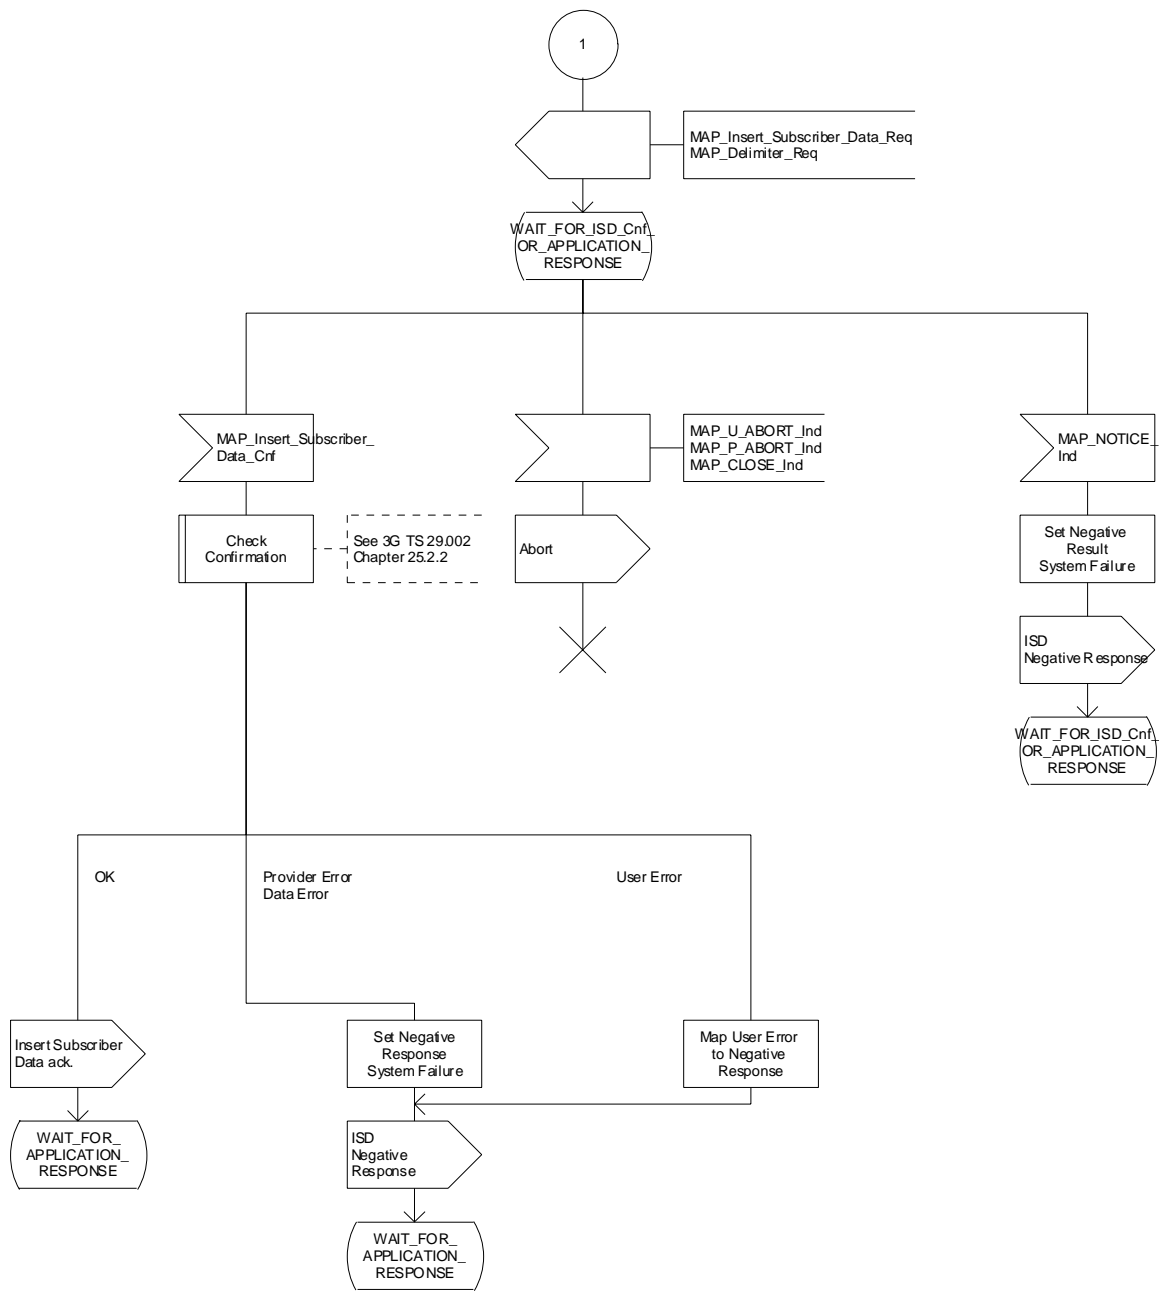 1
MAP_Insert_Subscriber_Data_Req
MAP_Delimiter_Req
WAIT_FOR_ISD_Cnf_
OR_APPLICATION_
RESPONSE
MAP_Insert_Subscriber_
Data_Cnf
MAP_U_ABORT_Ind
MAP_P_ABORT_Ind
MAP_CLOSE_Ind
MAP_NOTICE_
Ind
Check
Confirmation
See 3G TS 29.002
Chapter 25.2.2
Abort
Set Negative
Result
System Failure
ISD
Negative Response
WAIT_FOR_ISD_Cnf_
OR_APPLICATION_
RESPONSE
OK
Provider Error
Data Error
User Error
Insert Subscriber
Data ack.
Set Negative
Response
System Failure
Map User Error
to Negative
Response
WAIT_FOR_
APPLICATION_
RESPONSE
ISD
Negative
Response
WAIT_FOR_
APPLICATION_
RESPONSE